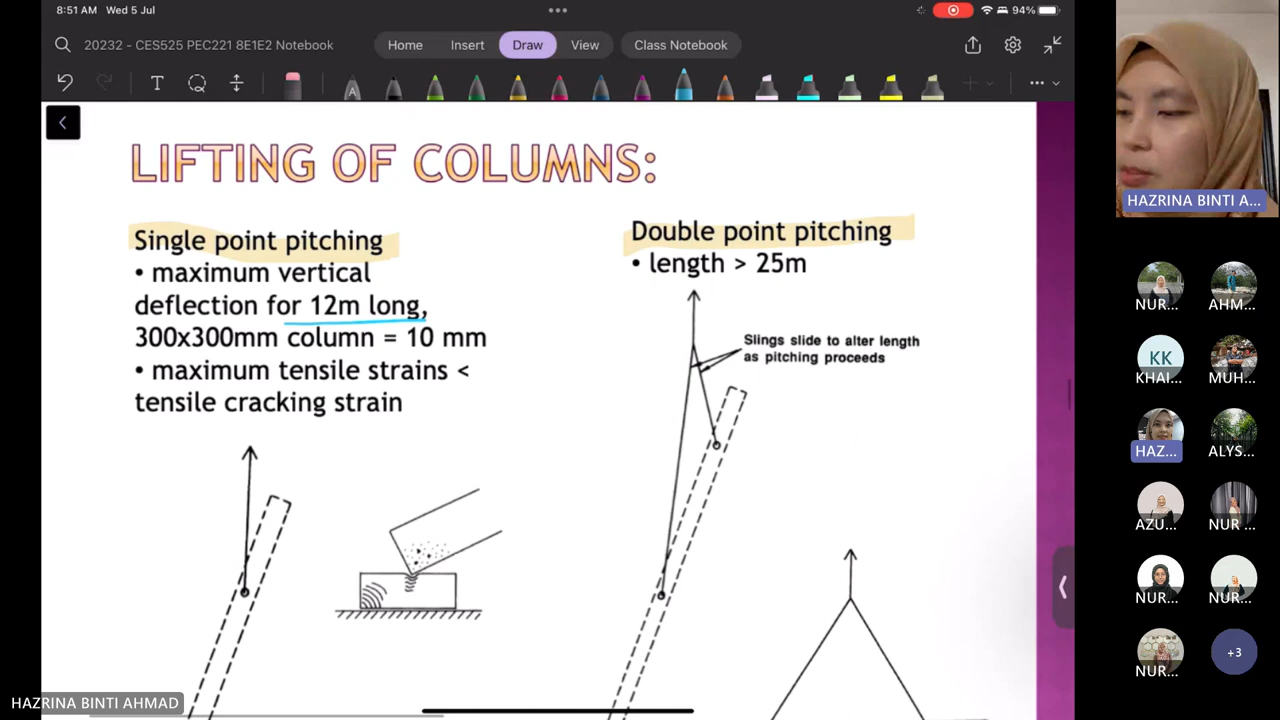 8:51 AM Wed 5 Jul
94%
20232 - CES525 PEC221 8E1E2 Notebook
Home
Insert
Draw
View
Class Notebook
T
A
LIFTING OF COLUMNS:
Single point pitching
• maximum vertical
deflection for 12m long,
300x300mm column = 10 mm
• maximum tensile strains <
tensile cracking strain
Double point pitching
• length > 25m
Slings slide to alter length
as pitching proceeds
HAZRINA BINTI AHMAD
HAZRINA BINTI A...
NUR...
AHM...
KK
KHAI...
MUH...
HAZ...
ALYS...
AZU...
NUR ...
NUR...
NUR...
NUR...
+3